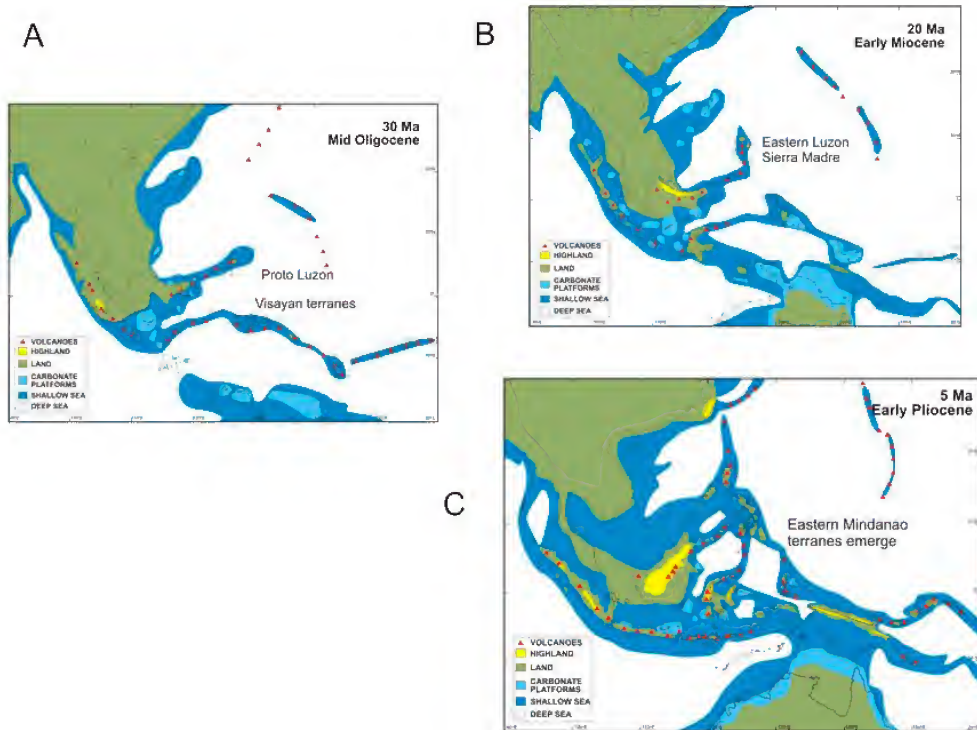 A
30 Ma
Mid Oligocene
Proto Luzon
Visayan terranes
VOLCANOES
HIGHLAND
LAND
CARBONATE
PLATFORMS
SHALLOW SEA
DEEP SEA
B
20 Ma
Early Miocene
Eastern Luzon
Sierra Madre
VOLCANOES
HIGHLAND
LAND
CARBONATE
PLATFORMS
SHALLOW SEA
DEEP SEA
C
5 Ma
Early Pliocene
Eastern Mindanao
terranes emerge
VOLCANOES
HIGHLAND
LAND
CARBONATE
PLATFORMS
SHALLOW SEA
DEEP SEA